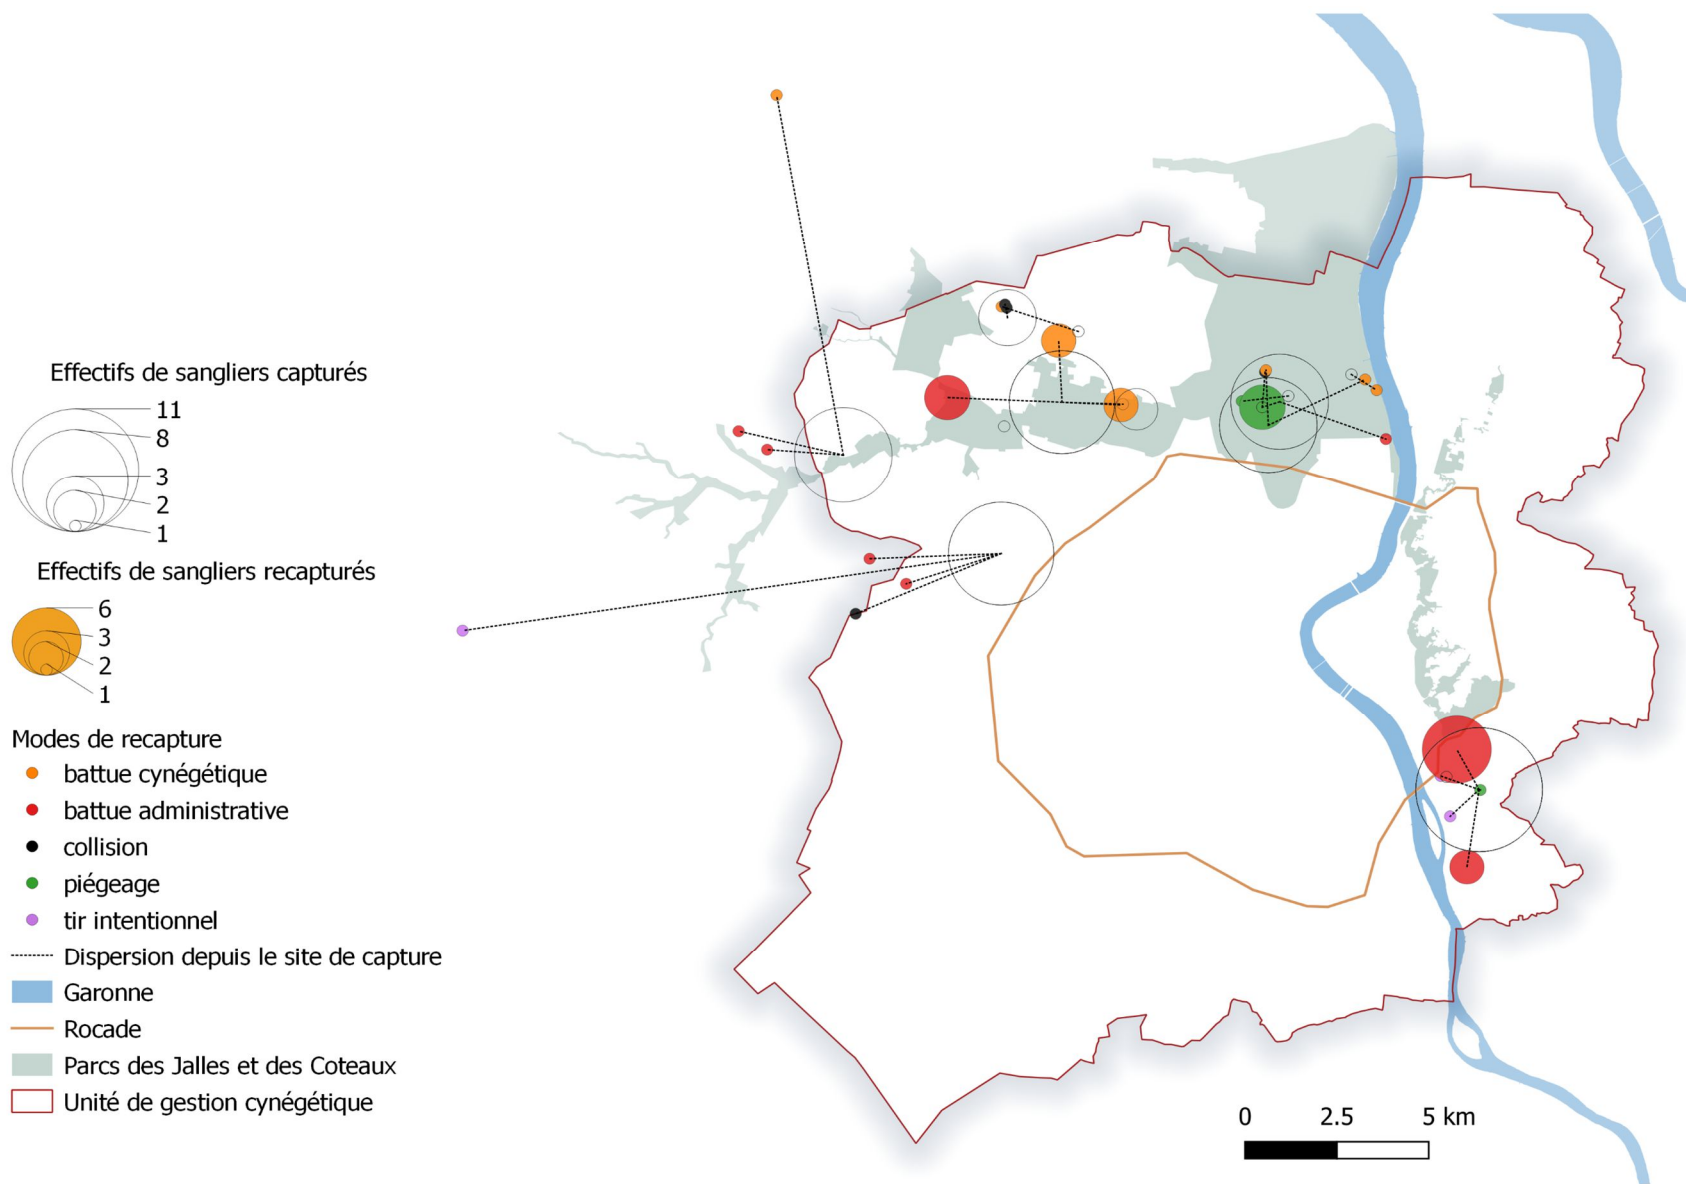 Effectifs de sangliers capturés
11
8
3
2
1
Effectifs de sangliers recapturés
6
3
2
1
Modes de recapture
battue cynégétique
battue administrative
collision
piégeage
tir intentionnel
Dispersion depuis le site de capture
Garonne
Rocade
Parcs des Jalles et des Coteaux
Unité de gestion cynégétique
0 2.5 5 km